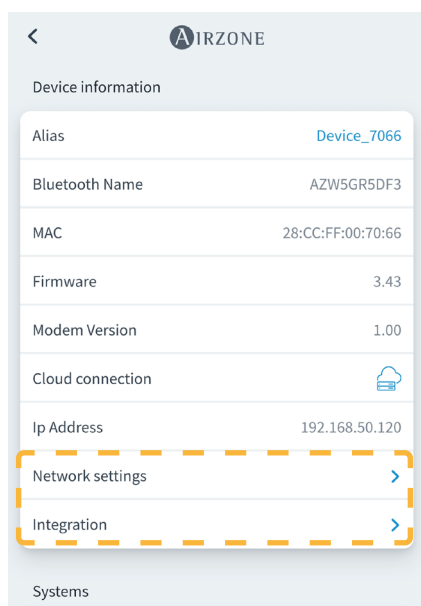 AIRZONE
Device information
Alias Device_7066
Bluetooth Name AZW5GR5DF3
MAC 28:CC:FF:00:70:66
Firmware 3.43
Modem Version 1.00
Cloud connection
Ip Address 192.168.50.120
Network settings
Integration
Systems